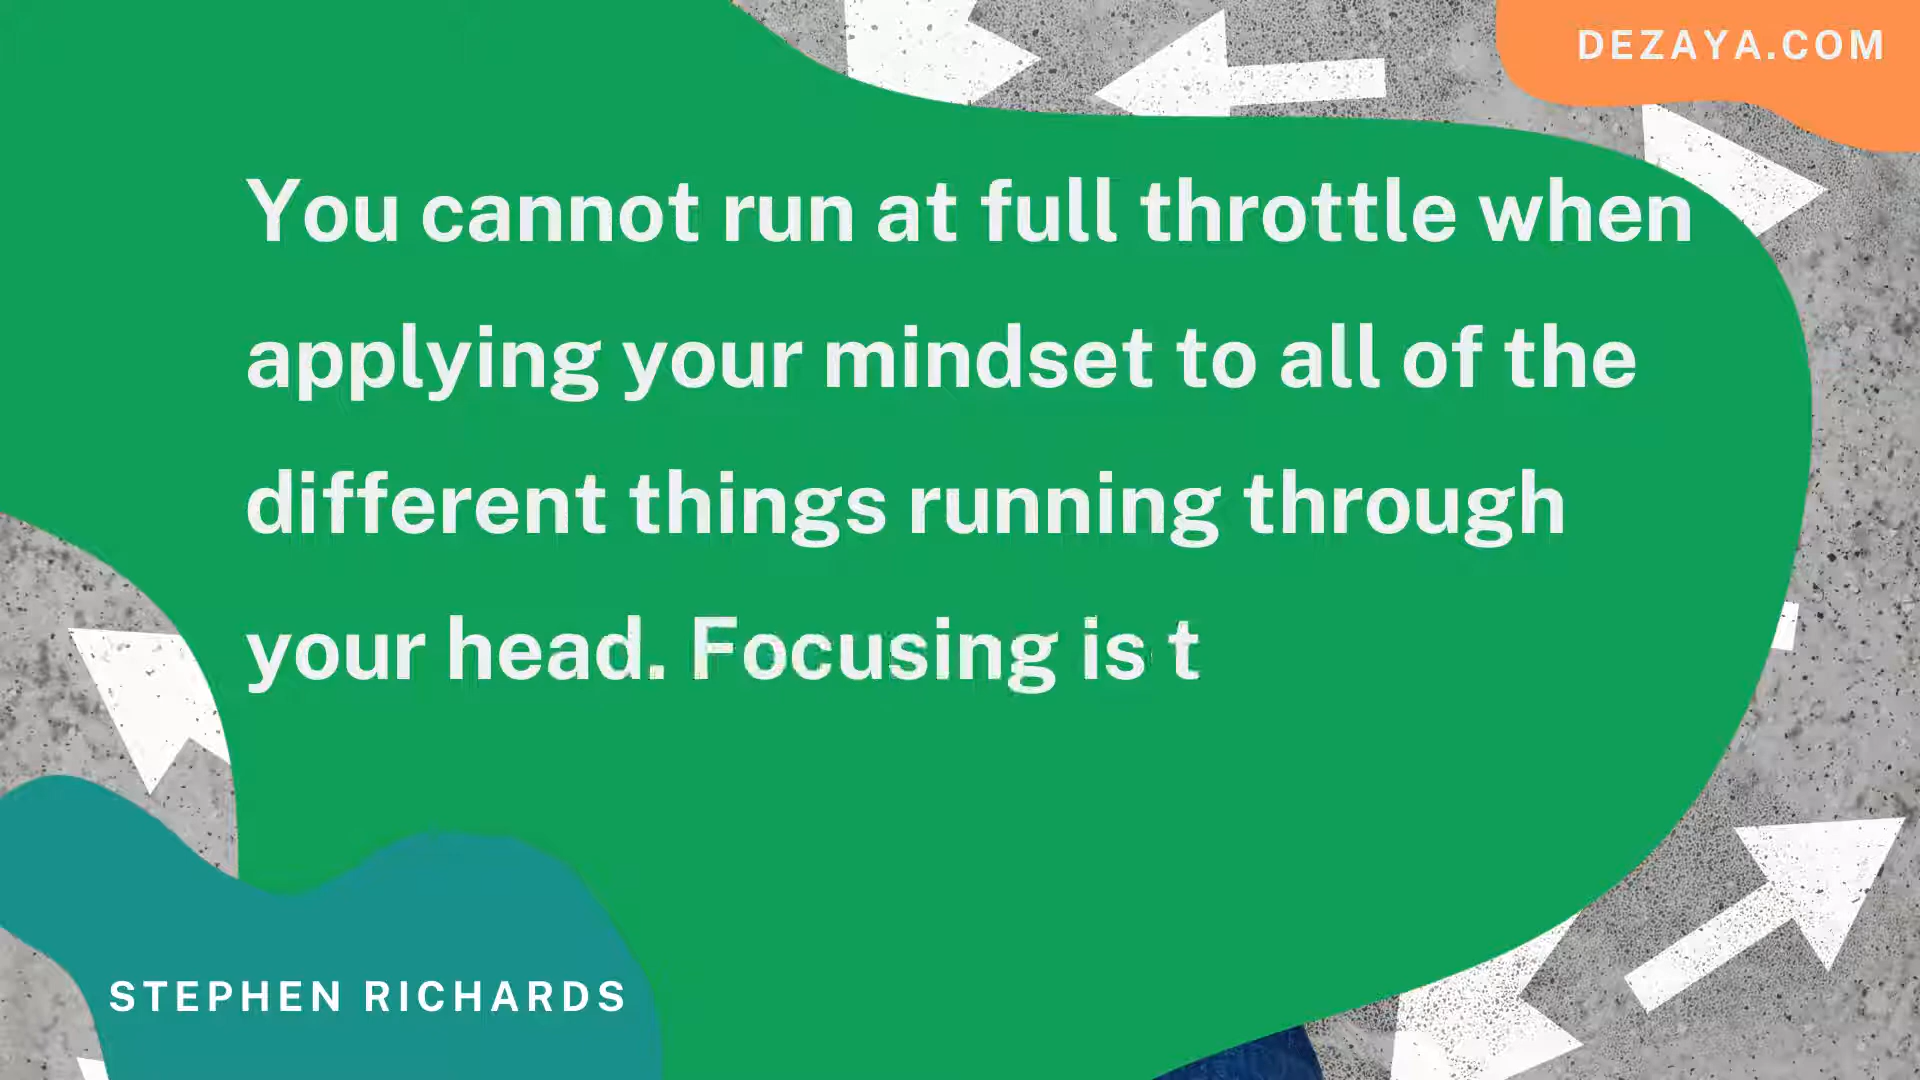 DEZAYA.COM
You cannot run at full throttle when
applying your mindset to all of the
different things running through
your head. Focusing is t
STEPHEN RICHARDS